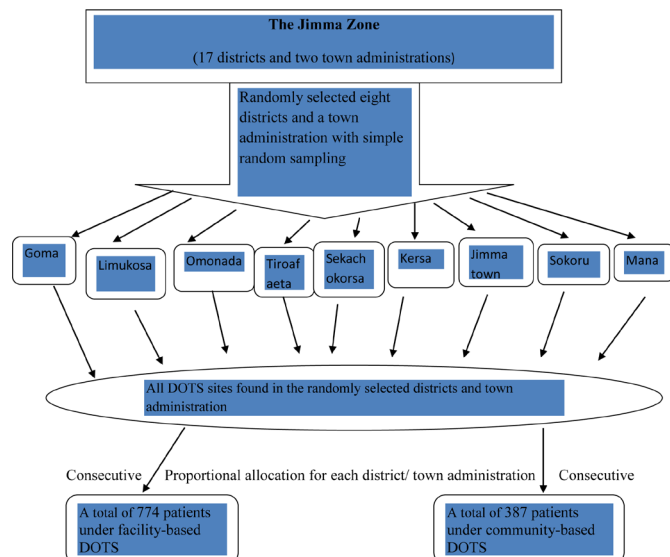 The Jimma Zone
(17 districts and two town administrations)
Randomly selected eight
districts and a town
administration with simple
random sampling
Goma
Limukosa
Omonada
Tiroaf
aeta
Sekach
okorsa
Kersa
Jimma
town
Sokoru
Mana
All DOTS sites found in the randomly selected districts and town
administration
Consecutive
Proportional allocation for each district/ town administration
Consecutive
A total of 774 patients
under facility-based
DOTS
A total of 387 patients
under community-based
DOTS